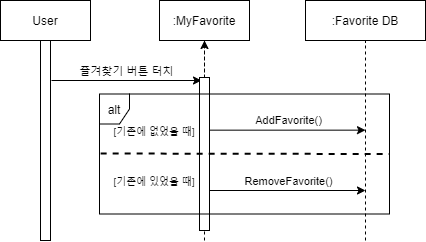 User
:MyFavorite
:Favorite DB
즐겨찾기 버튼 터치
alt
[기존에 없었을 때]
AddFavorite()
[기존에 있었을 때]
RemoveFavorite()